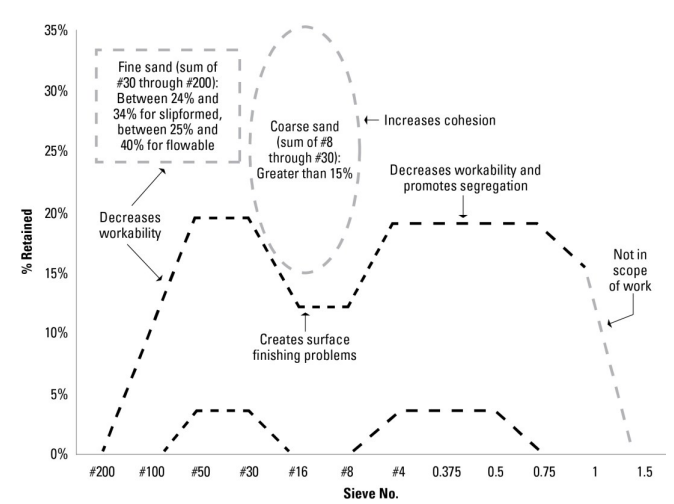 35%
30%
25%
20%
15%
10%
5%
0%
% Retained
Fine sand (sum of
#30 through #200):
Between 24% and
34% for slipformed,
between 25% and
40% for flowable
Coarse sand
(sum of #8
through #30):
Greater than 15%
Increases cohesion
Decreases workability and
promotes segregation
Decreases
workability
Not in
scope
of work
Creates surface
finishing problems
#200
#100
#50
#30
#16
#8
#4
0.375
0.5
0.75
1
1.5
Sieve No.